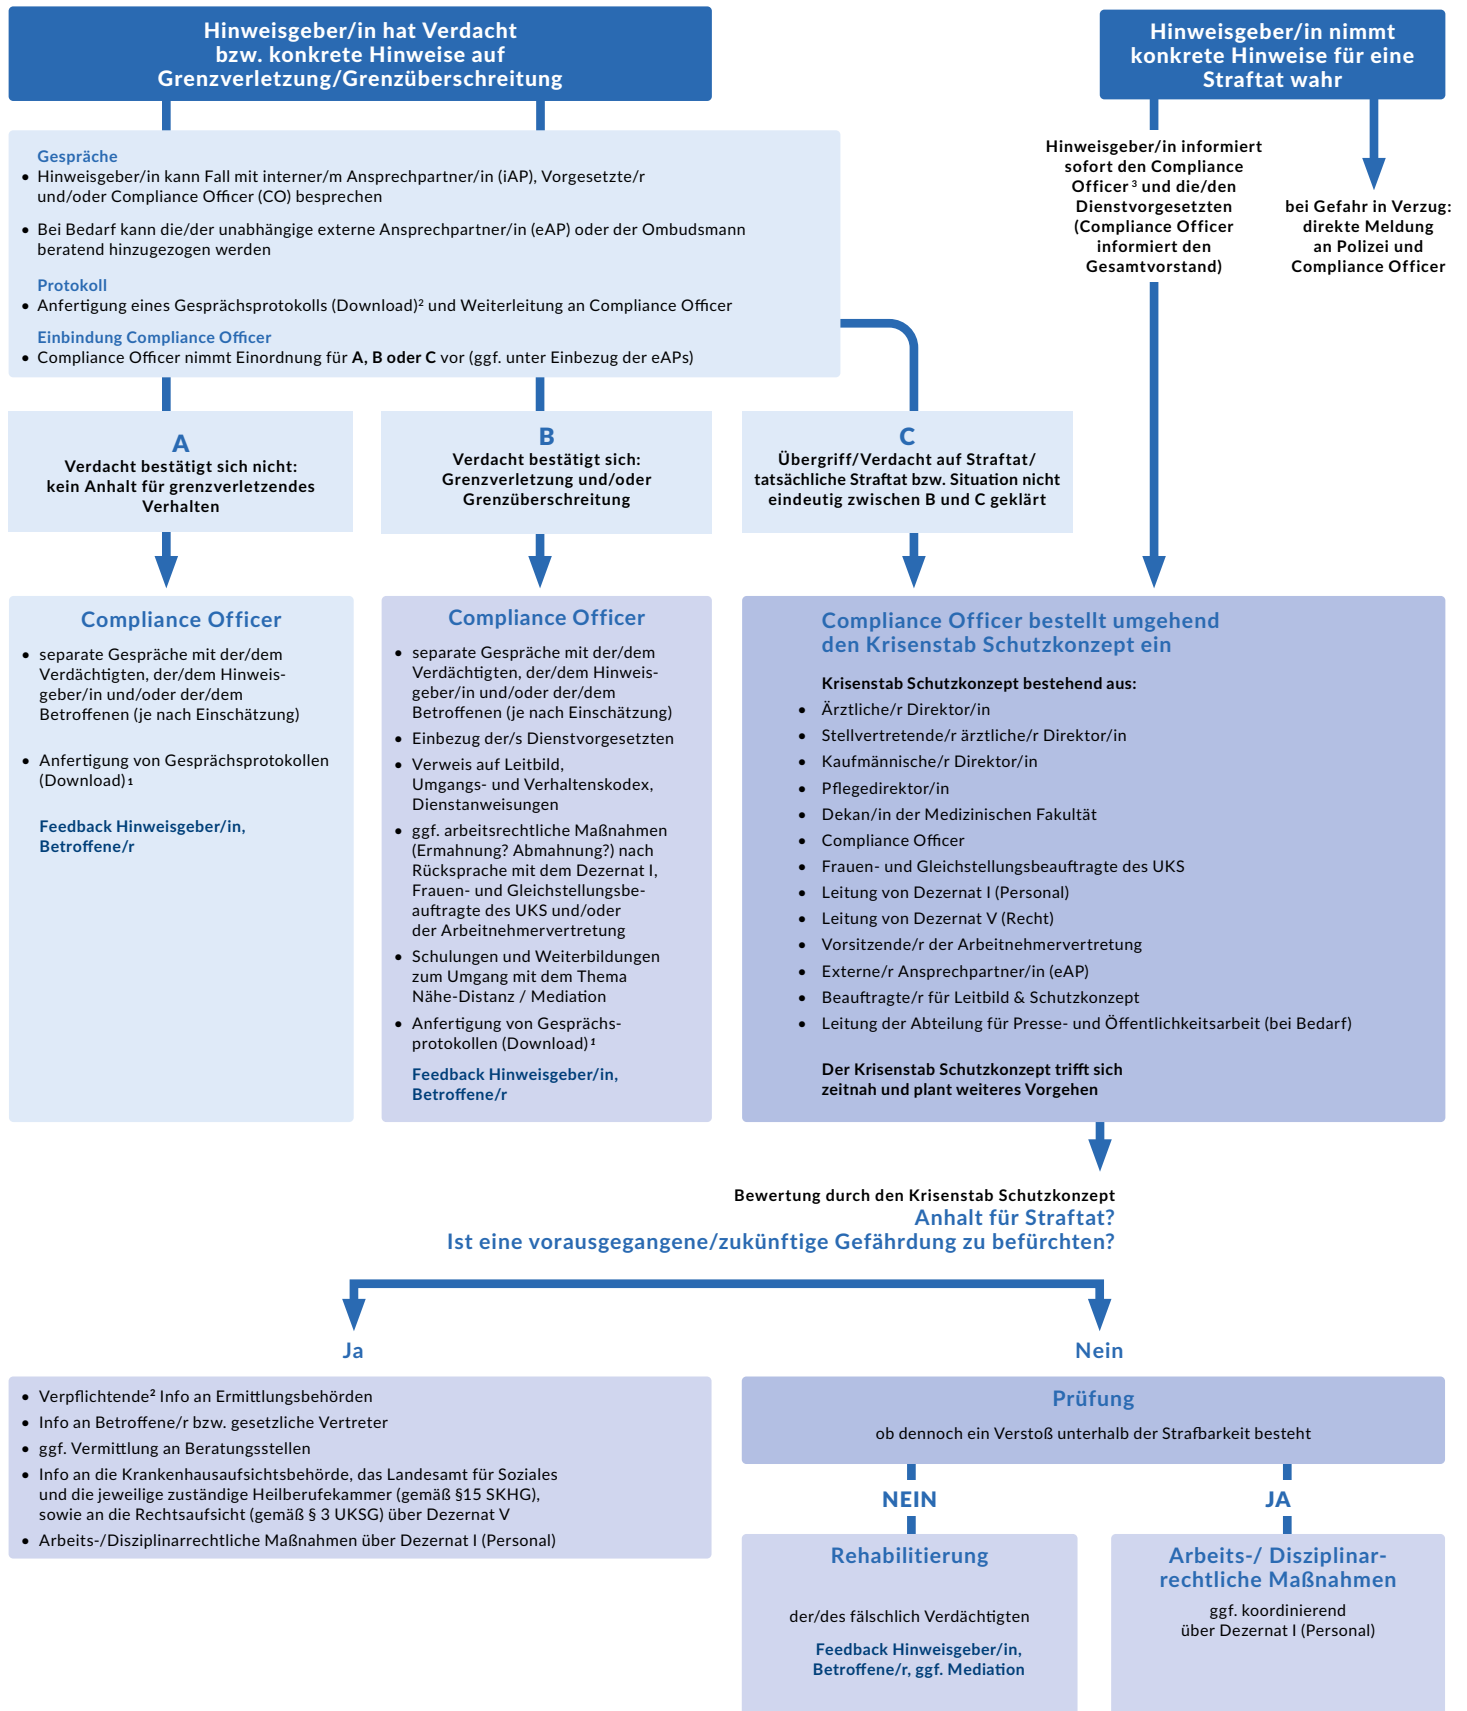 Hinweisgeber/in hat Verdacht
bzw. konkrete Hinweise auf
Grenzverletzung/Grenzüberschreitung
Hinweisgeber/in nimmt
konkrete Hinweise für eine
Straftat wahr
Gespräche
• Hinweisgeber/in kann Fall mit interner/m Ansprechpartner/in (iAP), Vorgesetzte/r
und/oder Compliance Officer (CO) besprechen
• Bei Bedarf kann die/der unabhängige externe Ansprechpartner/in (eAP) oder der Ombudsmann
beratend hinzugezogen werden
Protokoll
• Anfertigung eines Gesprächsprotokolls (Download)² und Weiterleitung an Compliance Officer
Einbindung Compliance Officer
• Compliance Officer nimmt Einordnung für A, B oder C vor (ggf. unter Einbezug der eAPs)
Hinweisgeber/in informiert
sofort den Compliance
Officer ³ und die/den
Dienstvorgesetzten
(Compliance Officer
informiert den
Gesamtvorstand)
bei Gefahr in Verzug:
direkte Meldung
an Polizei und
Compliance Officer
A
Verdacht bestätigt sich nicht:
kein Anhalt für grenzverletzendes
Verhalten
B
Verdacht bestätigt sich:
Grenzverletzung und/oder
Grenzüberschreitung
C
Übergriff/Verdacht auf Straftat/
tatsächliche Straftat bzw. Situation nicht
eindeutig zwischen B und C geklärt
Compliance Officer
• separate Gespräche mit der/dem
Verdächtigten, der/dem Hinweis-
geber/in und/oder der/dem
Betroffenen (je nach Einschätzung)
• Anfertigung von Gesprächsprotokollen
(Download)¹
Feedback Hinweisgeber/in,
Betroffene/r
Compliance Officer
• separate Gespräche mit der/dem
Verdächtigten, der/dem Hinweis-
geber/in und/oder der/dem
Betroffenen (je nach Einschätzung)
• Einbezug der/s Dienstvorgesetzten
• Verweis auf Leitbild,
Umgangs- und Verhaltenskodex,
Dienstanweisungen
• ggf. arbeitsrechtliche Maßnahmen
(Ermahnung? Abmahnung?) nach
Rücksprache mit dem Dezernat I,
Frauen- und Gleichstellungsbe-
auftragte des UKS und/oder
der Arbeitnehmervertretung
• Schulungen und Weiterbildungen
zum Umgang mit dem Thema
Nähe-Distanz / Mediation
• Anfertigung von Gesprächs-
protokollen (Download)¹
Feedback Hinweisgeber/in,
Betroffene/r
Compliance Officer bestellt umgehend
den Krisenstab Schutzkonzept ein
Krisenstab Schutzkonzept bestehend aus:
• Ärztliche/r Direktor/in
• Stellvertretende/r ärztliche/r Direktor/in
• Kaufmännische/r Direktor/in
• Pflegedirektor/in
• Dekan/in der Medizinischen Fakultät
• Compliance Officer
• Frauen- und Gleichstellungsbeauftragte des UKS
• Leitung von Dezernat I (Personal)
• Leitung von Dezernat V (Recht)
• Vorsitzende/r der Arbeitnehmervertretung
• Externe/r Ansprechpartner/in (eAP)
• Beauftragte/r für Leitbild & Schutzkonzept
• Leitung der Abteilung für Presse- und Öffentlichkeitsarbeit (bei Bedarf)
Der Krisenstab Schutzkonzept trifft sich
zeitnah und plant weiteres Vorgehen
Bewertung durch den Krisenstab Schutzkonzept
Anhalt für Straftat?
Ist eine vorausgegangene/zukünftige Gefährdung zu befürchten?
Ja
Nein
• Verpflichtende² Info an Ermittlungsbehörden
• Info an Betroffene/r bzw. gesetzliche Vertreter
• ggf. Vermittlung an Beratungsstellen
• Info an die Krankenhausaufsichtsbehörde, das Landesamt für Soziales
und die jeweilige zuständige Heilberufekammer (gemäß §15 SKHG),
sowie an die Rechtsaufsicht (gemäß § 3 UKSG) über Dezernat V
• Arbeits-/Disziplinarrechtliche Maßnahmen über Dezernat I (Personal)
Prüfung
ob dennoch ein Verstoß unterhalb der Strafbarkeit besteht
NEIN
JA
Rehabilitierung
der/des fälschlich Verdächtigten
Feedback Hinweisgeber/in,
Betroffene/r, ggf. Mediation
Arbeits-/ Disziplinar-
rechtliche Maßnahmen
ggf. koordinierend
über Dezernat I (Personal)